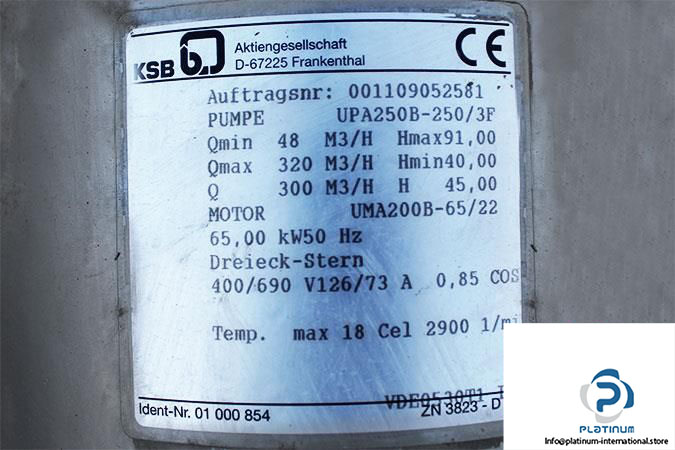 KSB Aktiengesellschaft
D-67225 Frankenthal
CE
Auftragsnr: 001109052581
PUMPE UPA250B-250/3F
Qmin 48 M3/H Hmax91,00
Qmax 320 M3/H Hmin40,00
Q 300 M3/H H 45,00
MOTOR UMA200B-65/22
65,00 kW50 Hz
Dreieck-Stern
400/690 V126/73 A 0,85 COS
Temp. max 18 Cel 2900 1/mi
VDE0530T1
Ident-Nr. 01 000 854 ZN 3823 - D
PLATINUM
Info@platinum-international.store